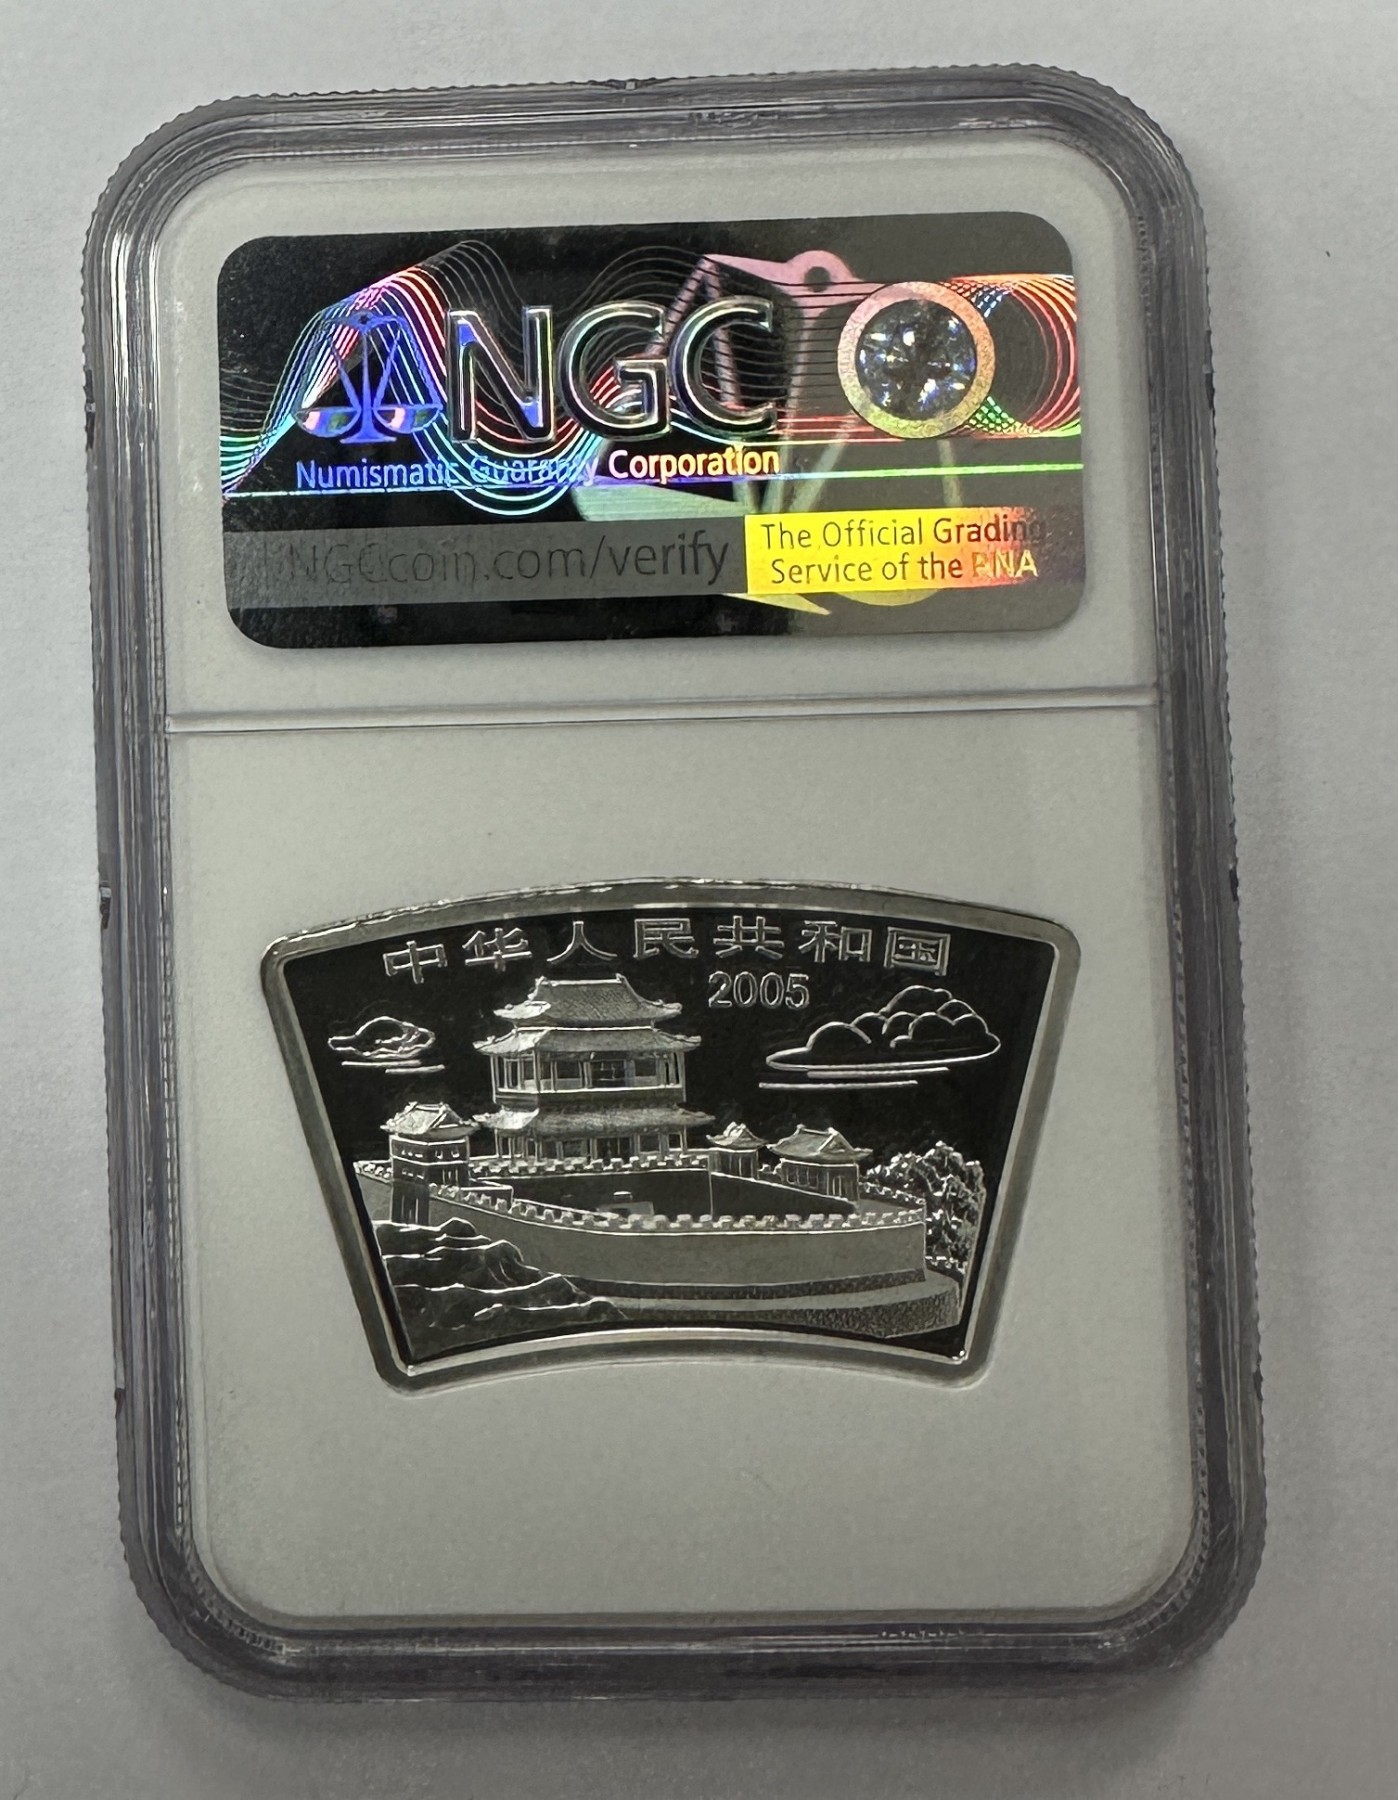 NGC
Numismatic Guaranty Corporation
NGCcoin.com/verify
The Official Grading
Service of the PNA
中华人民共和国
2005